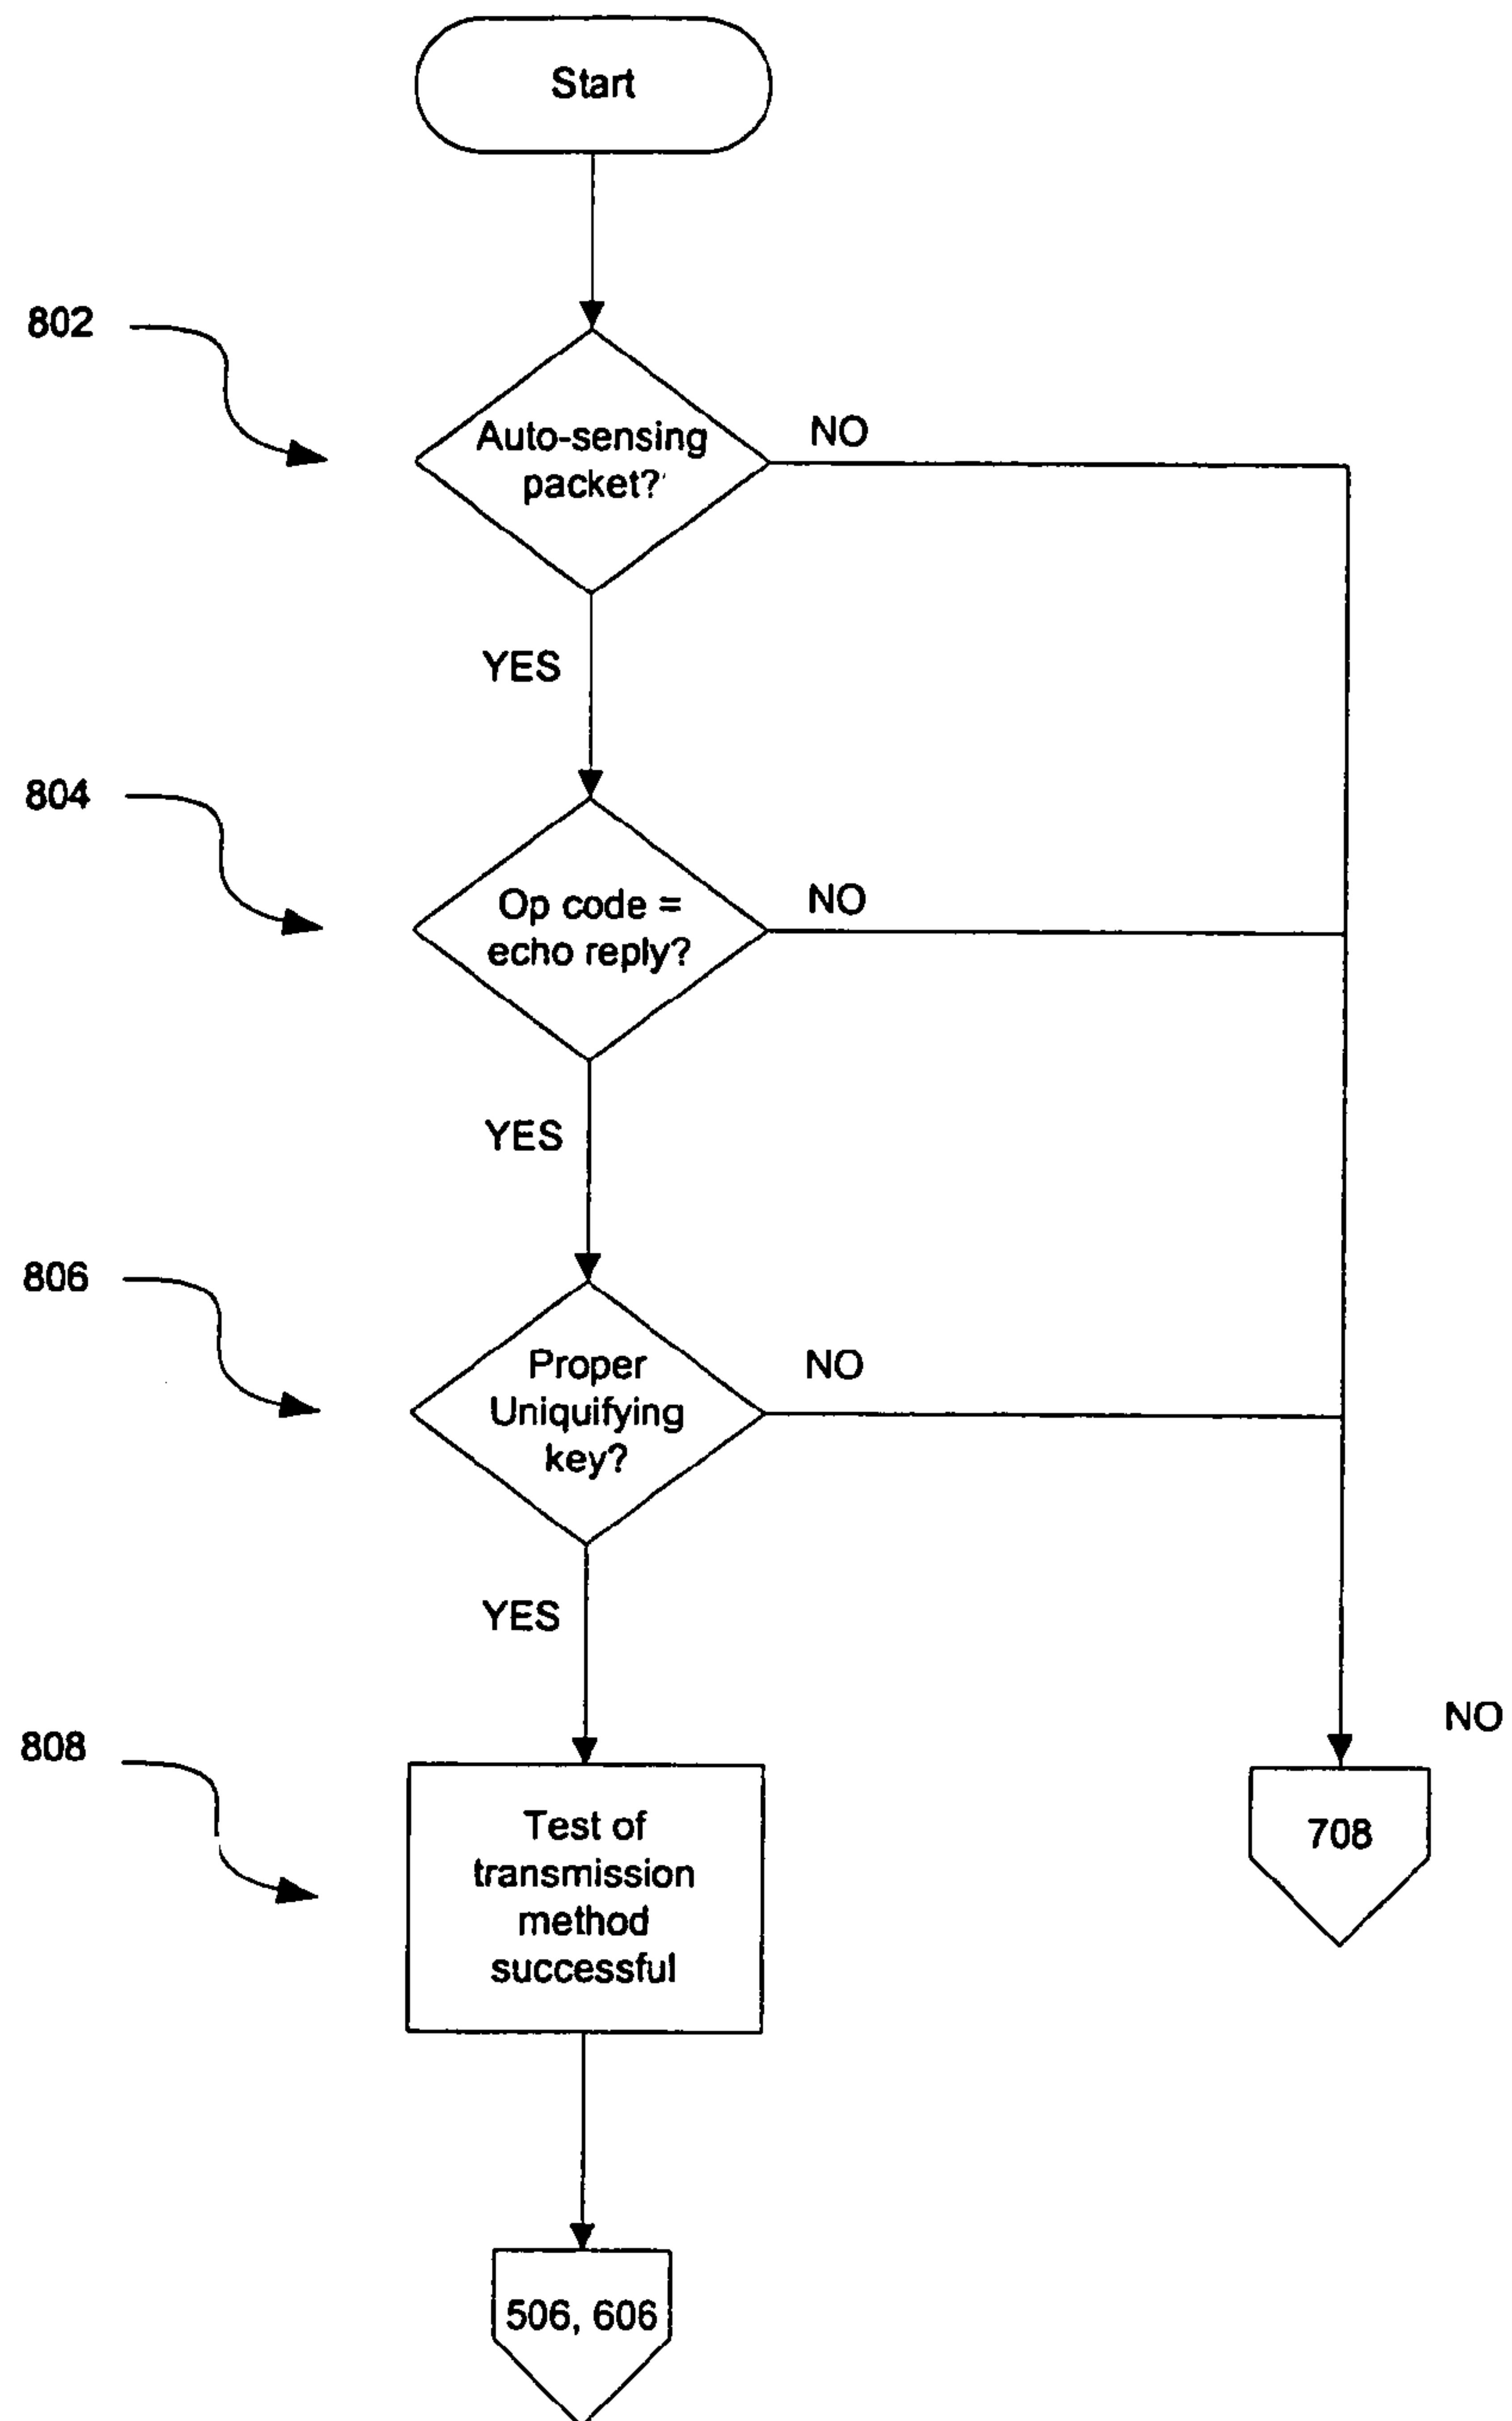 Start
802
Auto-sensing
packet?
NO
YES
804
Op code =
echo reply?
NO
YES
806
Proper
Uniquifying
key?
NO
YES
NO
808
Test of
transmission
method
successful
708
506, 606